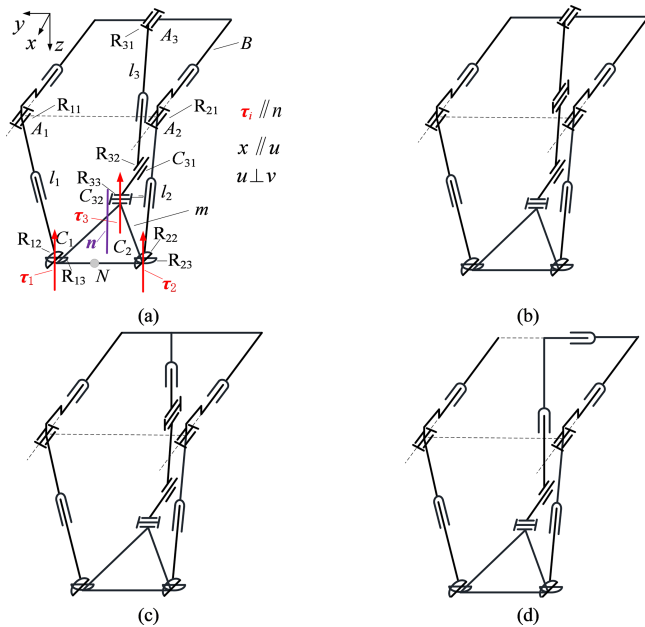 y
x
z
R₃₁
A₃
B
l₃
R₁₁
R₂₁
A₁
A₂
τᵢ // n
x // u
u ⊥ v
R₃₂
C₃₁
l₁
R₃₃
C₃₂
l₂
τ₃
m
n
R₁₂
C₁
C₂
R₂₂
R₂₃
R₁₃
N
τ₁
τ₂
(a)
(b)
(c)
(d)